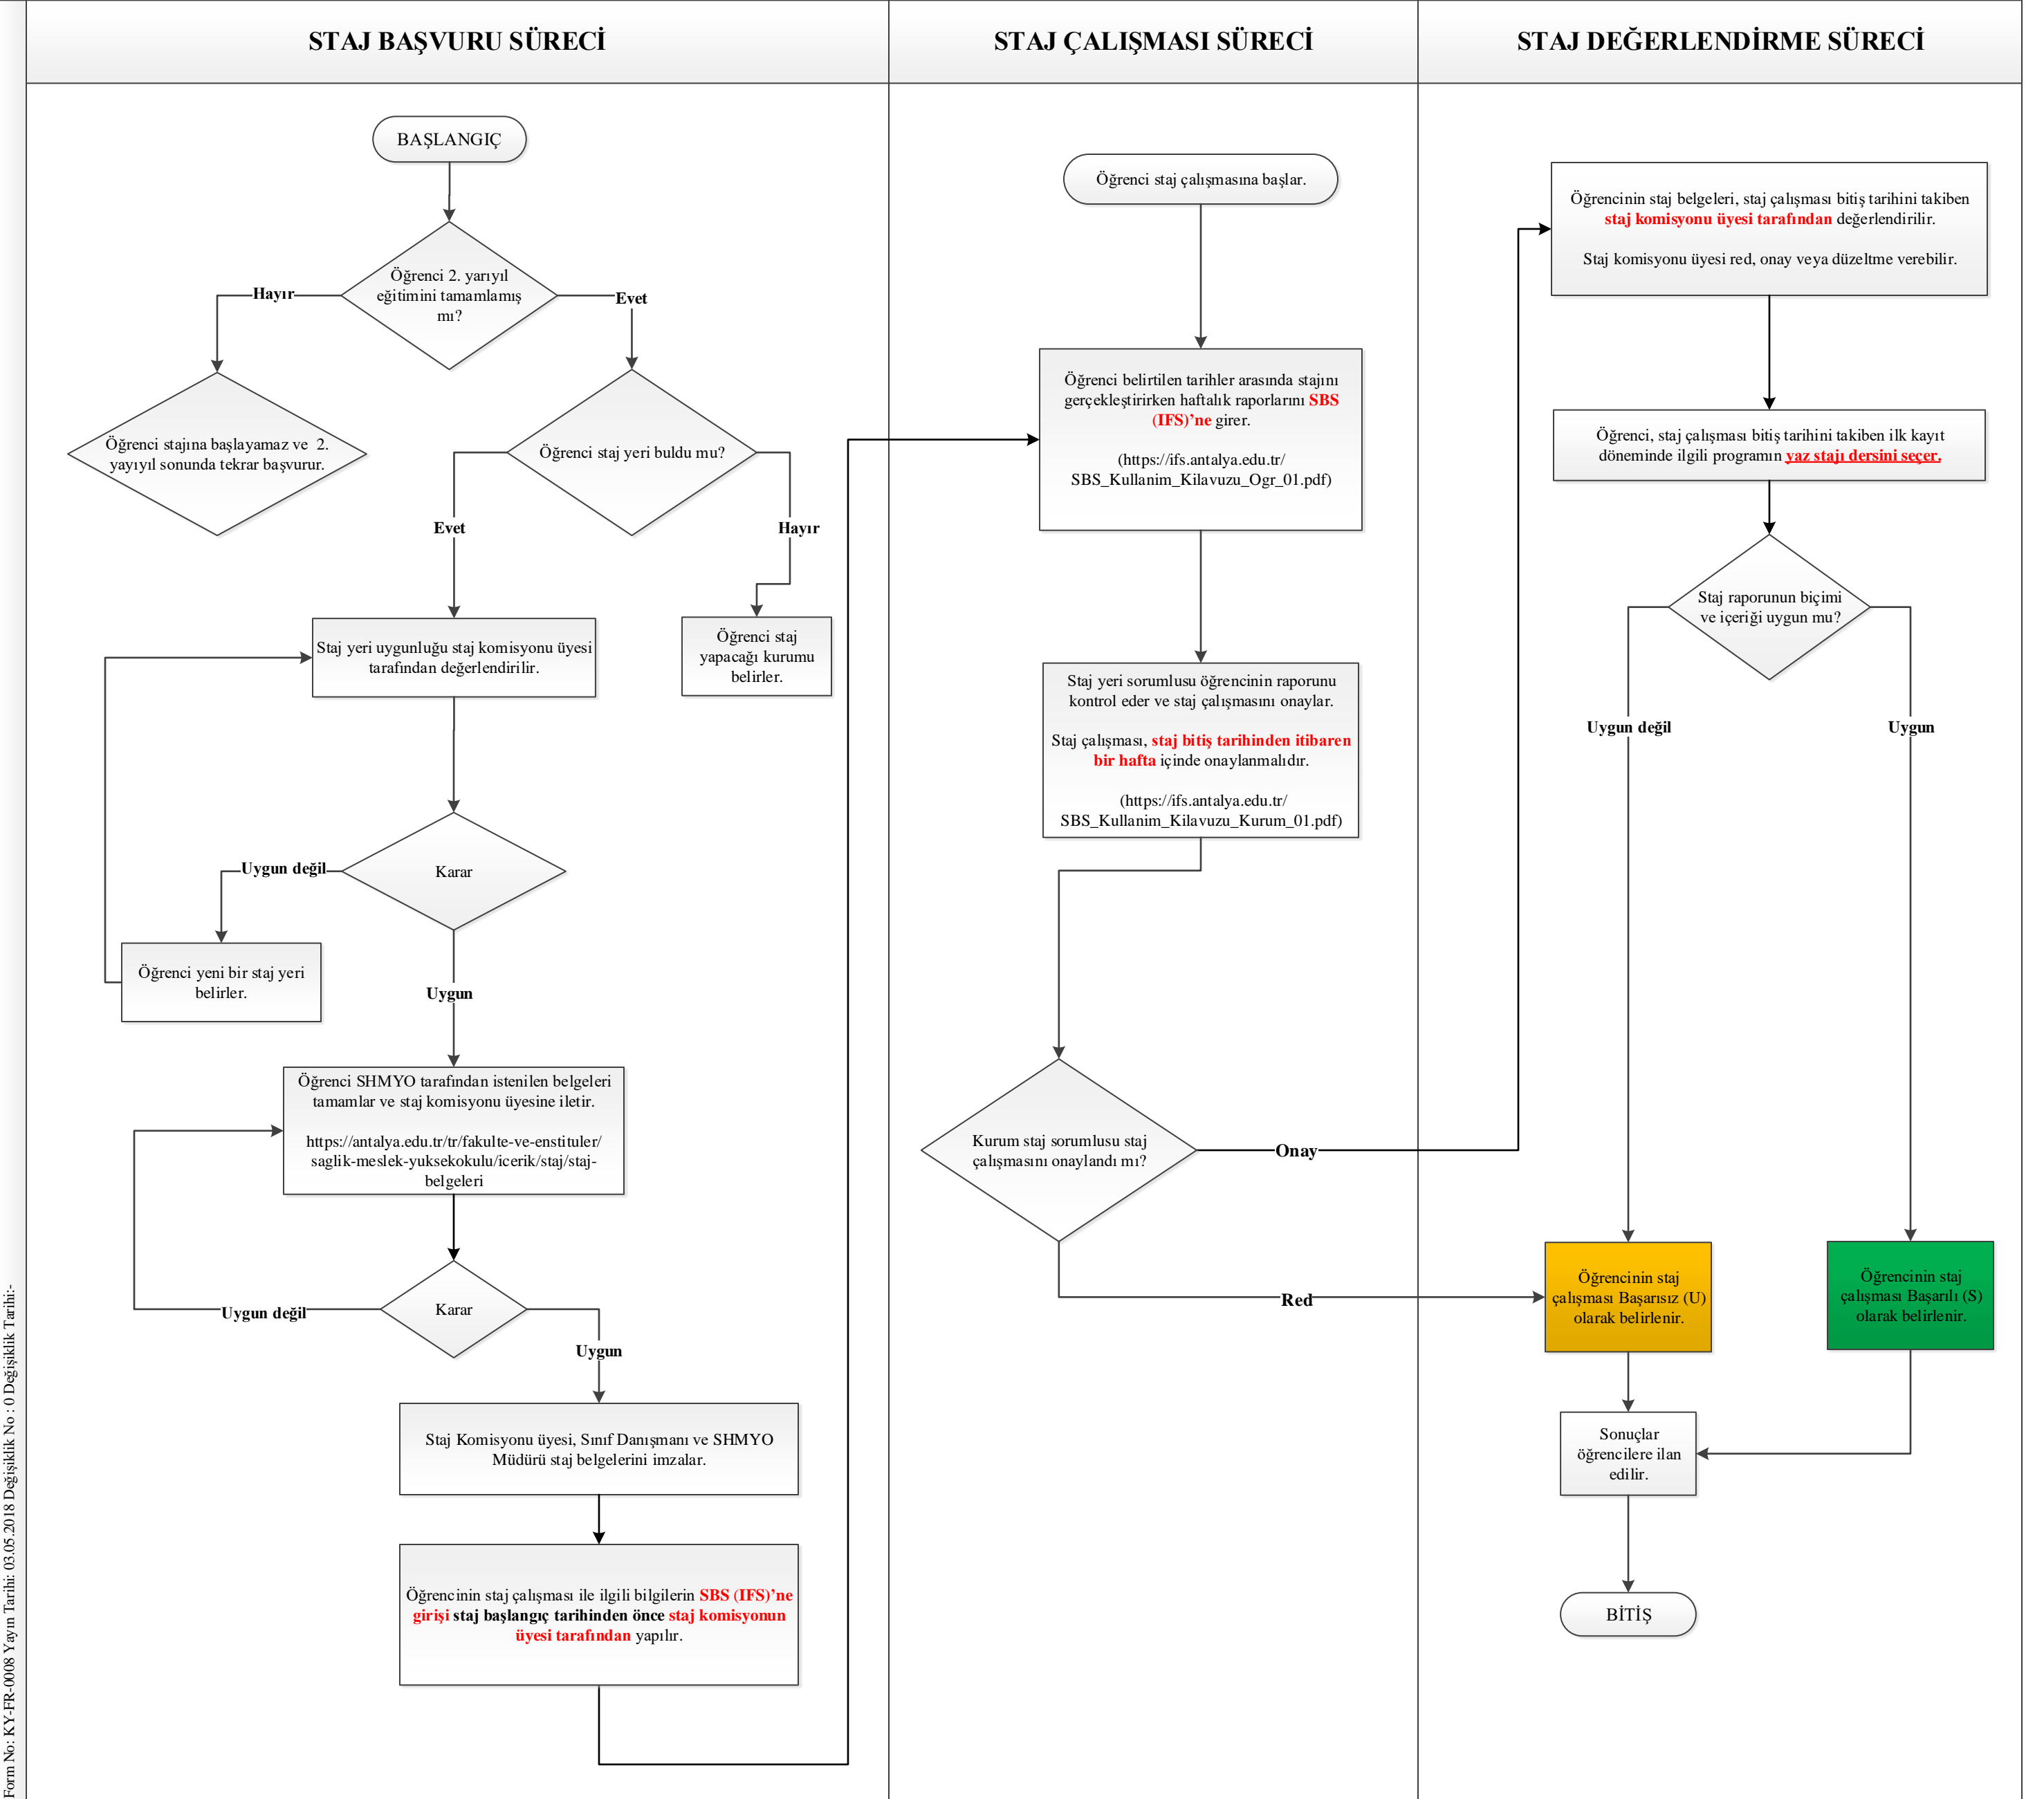 STAJ BAŞVURU SÜRECİ
BAŞLANGIÇ
Öğrenci 2. yarıyıl
eğitimini tamamlamış
mı?
Hayır
Evet
Öğrenci stajına başlayamaz ve  2.
yayıyıl sonunda tekrar başvurur.
Öğrenci staj yeri buldu mu?
Evet
Hayır
Staj yeri uygunluğu staj komisyonu üyesi
tarafından değerlendirilir.
Öğrenci staj
yapacağı kurumu
belirler.
Karar
Uygun değil
Öğrenci yeni bir staj yeri
belirler.
Uygun
Öğrenci SHMYO tarafından istenilen belgeleri
tamamlar ve staj komisyonu üyesine iletir.
https://antalya.edu.tr/tr/fakulte-ve-enstituler/
saglik-meslek-yuksekokulu/icerik/staj/staj-
belgeleri
Karar
Uygun değil
Uygun
Staj Komisyonu üyesi, Sınıf Danışmanı ve SHMYO
Müdürü staj belgelerini imzalar.
Öğrencinin staj çalışması ile ilgili bilgilerin SBS (IFS)’ne
girişi staj başlangıç tarihinden önce staj komisyonun
üyesi tarafından yapılır.
STAJ ÇALIŞMASI SÜRECİ
Öğrenci staj çalışmasına başlar.
Öğrenci belirtilen tarihler arasında stajını
gerçekleştirirken haftalık raporlarını SBS
(IFS)’ne girer.
(https://ifs.antalya.edu.tr/
SBS_Kullanim_Kilavuzu_Ogr_01.pdf)
Staj yeri sorumlusu öğrencinin raporunu
kontrol eder ve staj çalışmasını onaylar.
Staj çalışması, staj bitiş tarihinden itibaren
bir hafta içinde onaylanmalıdır.
(https://ifs.antalya.edu.tr/
SBS_Kullanim_Kilavuzu_Kurum_01.pdf)
Kurum staj sorumlusu staj
çalışmasını onaylandı mı?
Onay
Red
STAJ DEĞERLENDİRME SÜRECİ
Öğrencinin staj belgeleri, staj çalışması bitiş tarihini takiben
staj komisyonu üyesi tarafından değerlendirilir.
Staj komisyonu üyesi red, onay veya düzeltme verebilir.
Öğrenci, staj çalışması bitiş tarihini takiben ilk kayıt
döneminde ilgili programın yaz stajı dersini seçer.
Staj raporunun biçimi
ve içeriği uygun mu?
Uygun değil
Uygun
Öğrencinin staj
çalışması Başarısız (U)
olarak belirlenir.
Öğrencinin staj
çalışması Başarılı (S)
olarak belirlenir.
Sonuçlar
öğrencilere ilan
edilir.
BİTİŞ
Form No: KY-FR-0008 Yayın Tarihi: 03.05.2018 Değişiklik No : 0 Değişiklik Tarihi:-